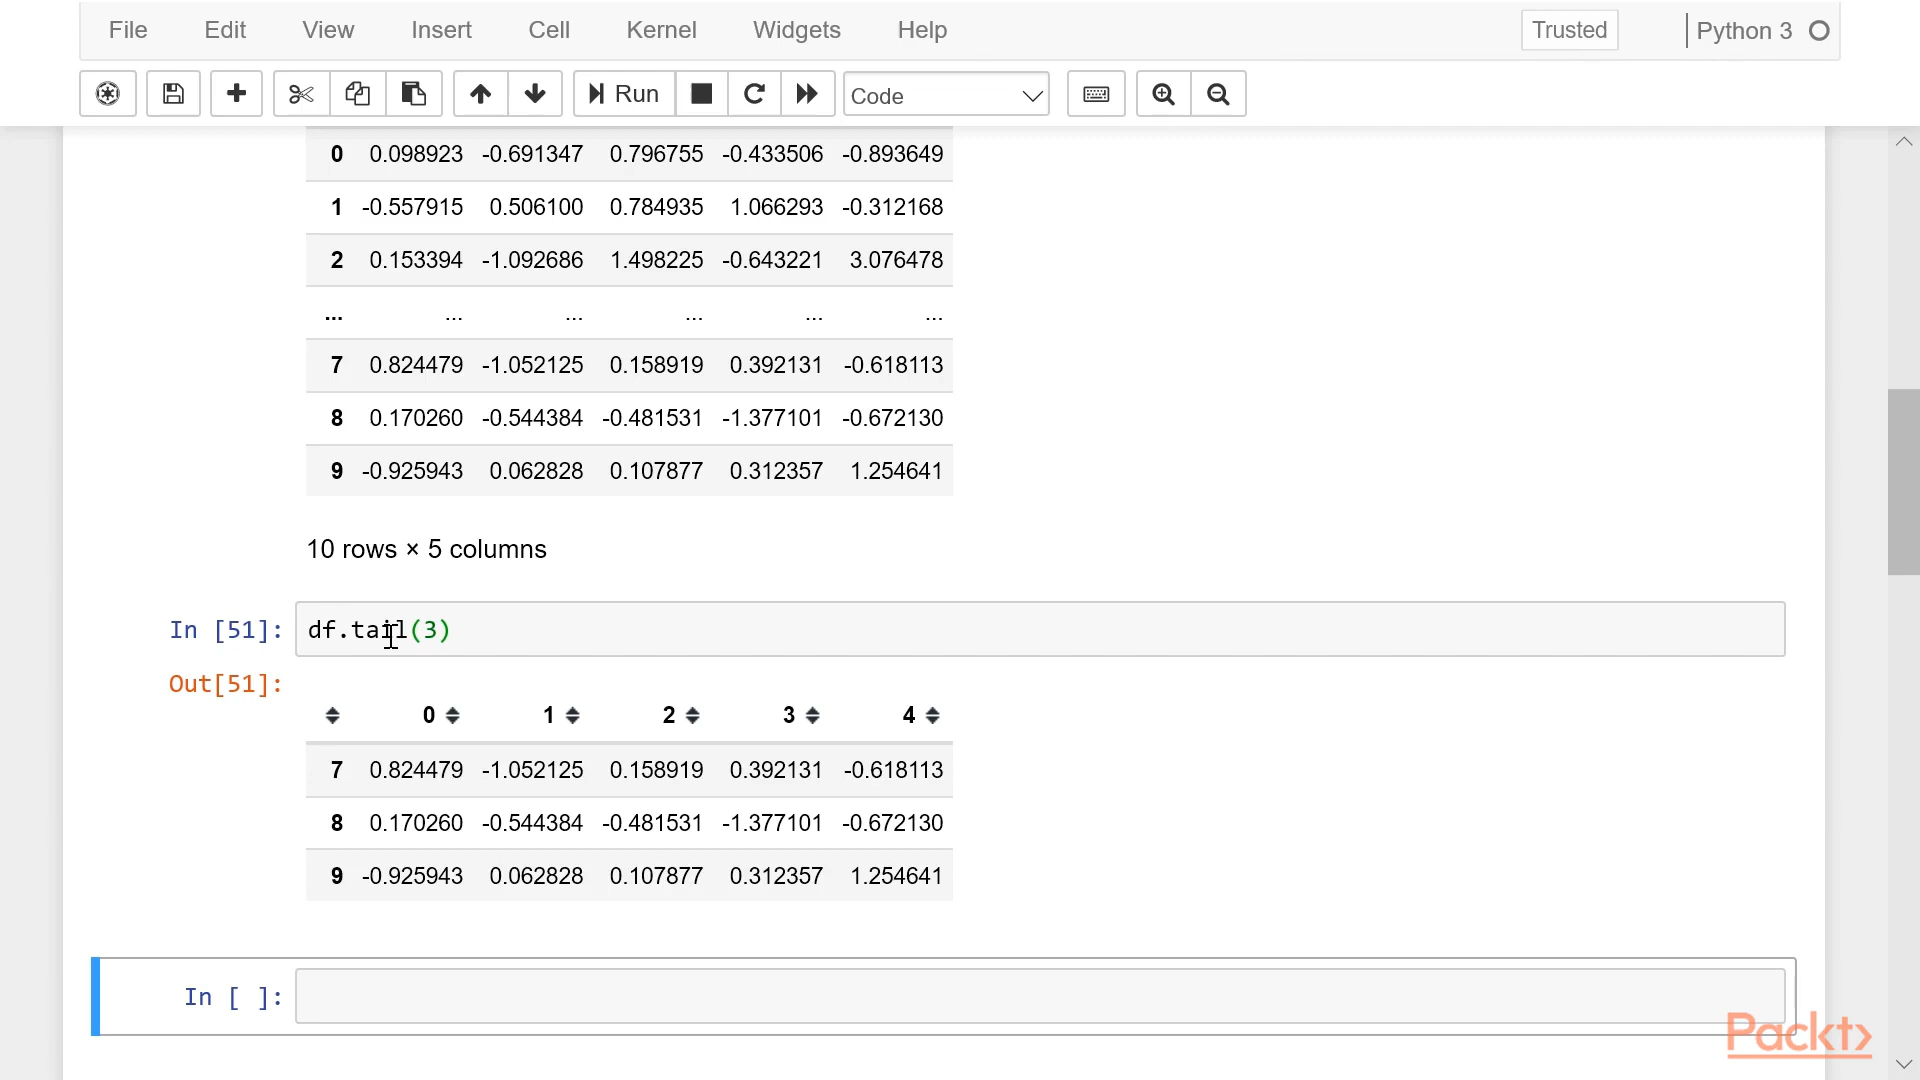 File Edit View Insert Cell Kernel Widgets Help Trusted Python 3
Run Code
0 0.098923 -0.691347 0.796755 -0.433506 -0.893649
1 -0.557915 0.506100 0.784935 1.066293 -0.312168
2 0.153394 -1.092686 1.498225 -0.643221 3.076478
... ... ... ... ... ...
7 0.824479 -1.052125 0.158919 0.392131 -0.618113
8 0.170260 -0.544384 -0.481531 -1.377101 -0.672130
9 -0.925943 0.062828 0.107877 0.312357 1.254641
10 rows × 5 columns
In [51]: df.tail(3)
Out[51]:
0 1 2 3 4
7 0.824479 -1.052125 0.158919 0.392131 -0.618113
8 0.170260 -0.544384 -0.481531 -1.377101 -0.672130
9 -0.925943 0.062828 0.107877 0.312357 1.254641
In [ ]:
Packt>